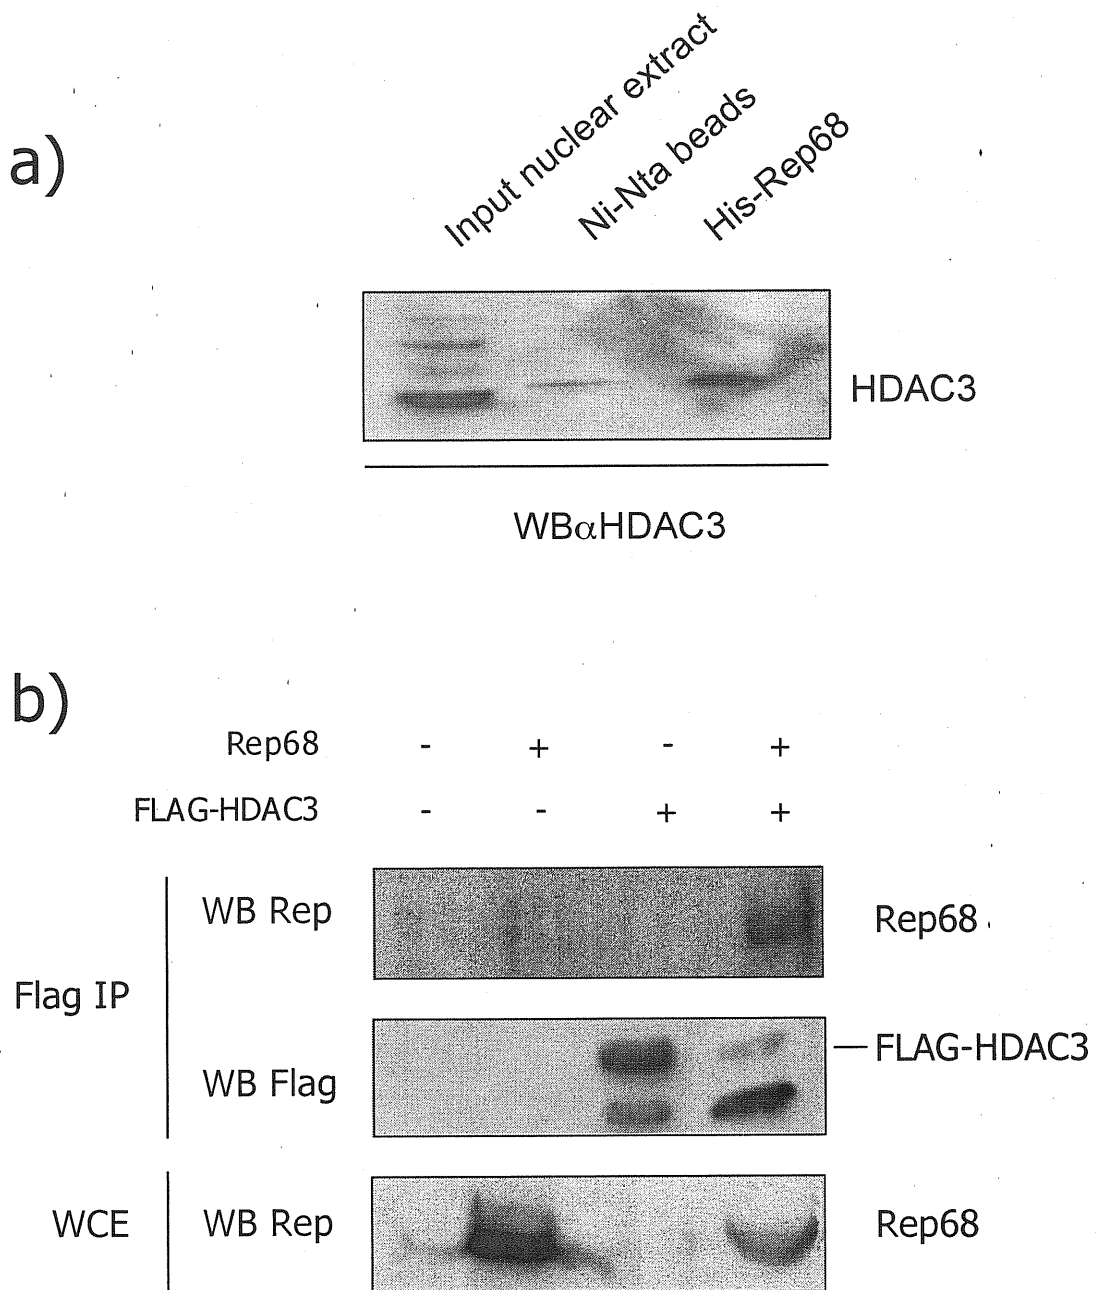 a)
Input nuclear extract
Ni-Nta beads
His-Rep68
HDAC3
WBαHDAC3
b)
Rep68 - + - +
FLAG-HDAC3 - - + +
WB Rep Rep68
Flag IP
FLAG-HDAC3
WB Flag
WCE WB Rep Rep68